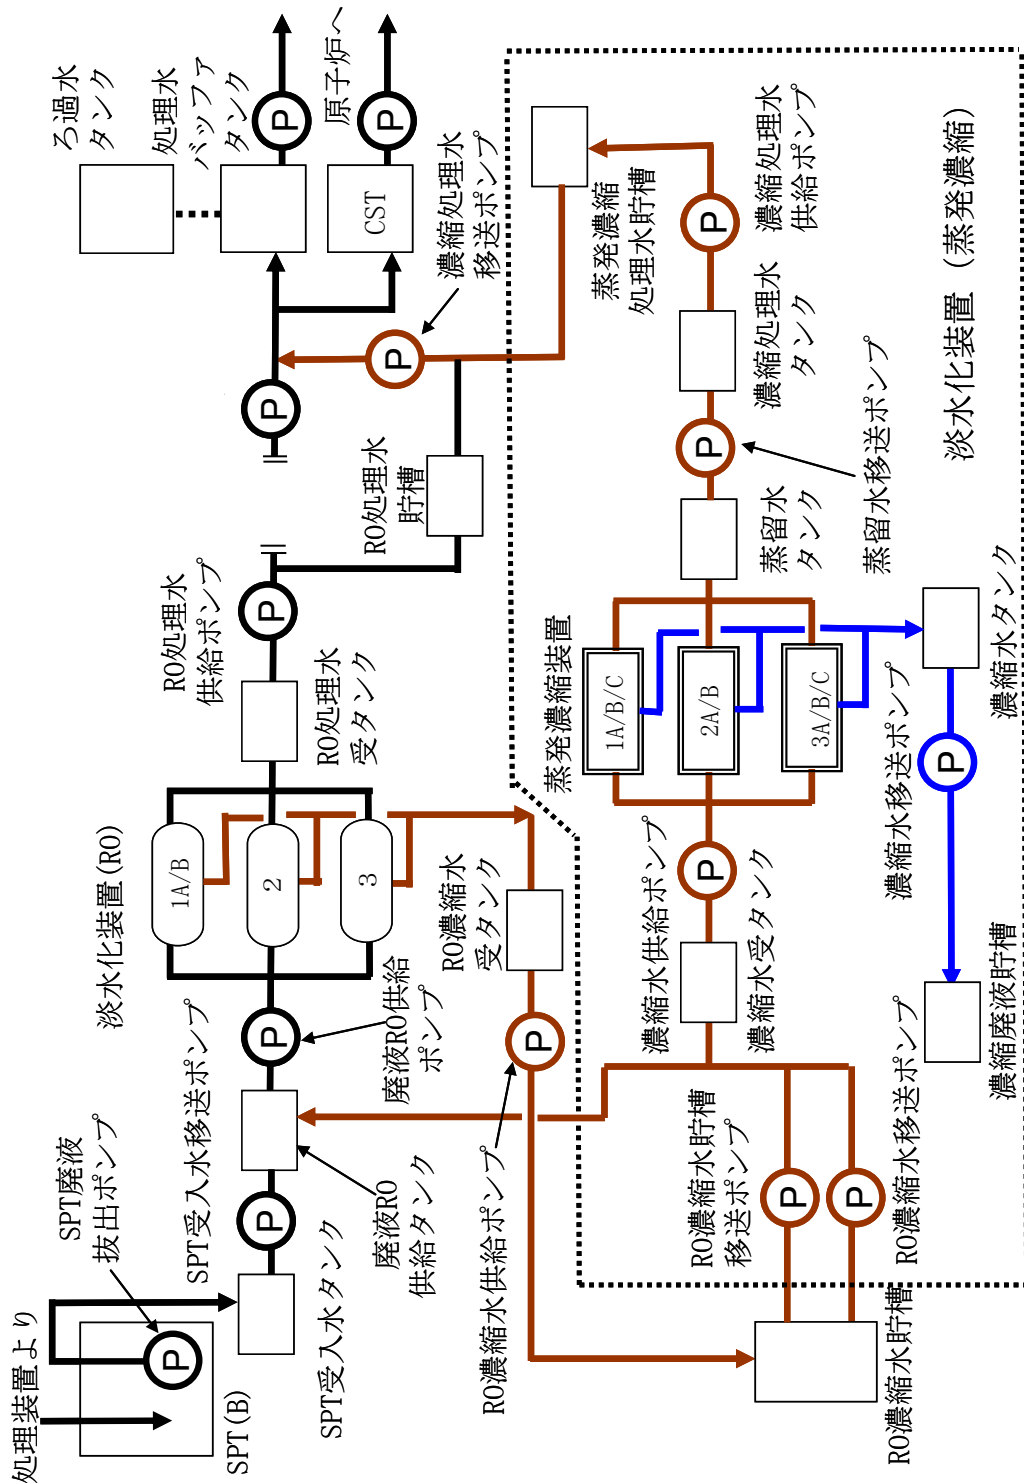 処理装置より
SPT(B)
SPT廃液
抜出ポンプ
P
SPT受入水タンク
P
SPT受入水移送ポンプ
廃液RO
供給タンク
P
廃液RO供給
ポンプ
淡水化装置(RO)
1A/B
2
3
RO処理水
受タンク
P
RO処理水
供給ポンプ
RO処理水
貯槽
P
P
濃縮処理水
移送ポンプ
ろ過水
タンク
処理水
バッファ
タンク
P
CST
P
原子炉へ
RO濃縮水
受タンク
P
RO濃縮水供給ポンプ
RO濃縮水貯槽
RO濃縮水貯槽
移送ポンプ
P
P
RO濃縮水移送ポンプ
濃縮水受タンク
P
濃縮水供給ポンプ
蒸発濃縮装置
1A/B/C
2A/B
3A/B/C
蒸留水
タンク
P
蒸留水移送ポンプ
濃縮処理水
タンク
P
濃縮処理水
供給ポンプ
蒸発濃縮
処理水貯槽
濃縮水タンク
P
濃縮水移送ポンプ
濃縮廃液貯槽
淡水化装置(蒸発濃縮)